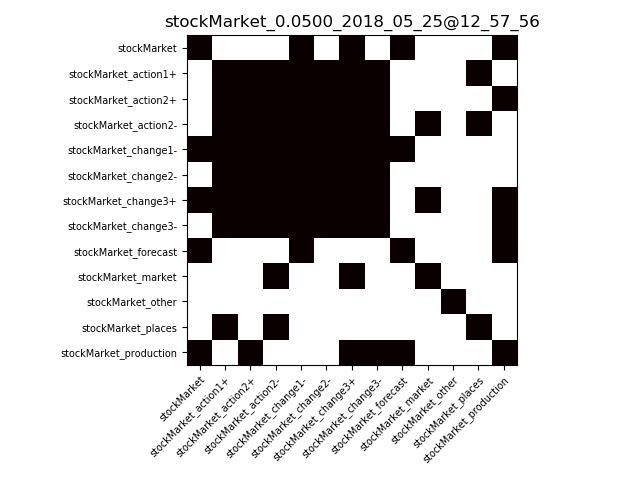 stockMarket_0.0500_2018_05_25@12_57_56
stockMarket
stockMarket_action1+
stockMarket_action2+
stockMarket_action2-
stockMarket_change1-
stockMarket_change2-
stockMarket_change3+
stockMarket_change3-
stockMarket_forecast
stockMarket_market
stockMarket_other
stockMarket_places
stockMarket_production
stockMarket
stockMarket_action1+
stockMarket_action2+
stockMarket_action2-
stockMarket_change1-
stockMarket_change2-
stockMarket_change3+
stockMarket_change3-
stockMarket_forecast
stockMarket_market
stockMarket_other
stockMarket_places
stockMarket_production